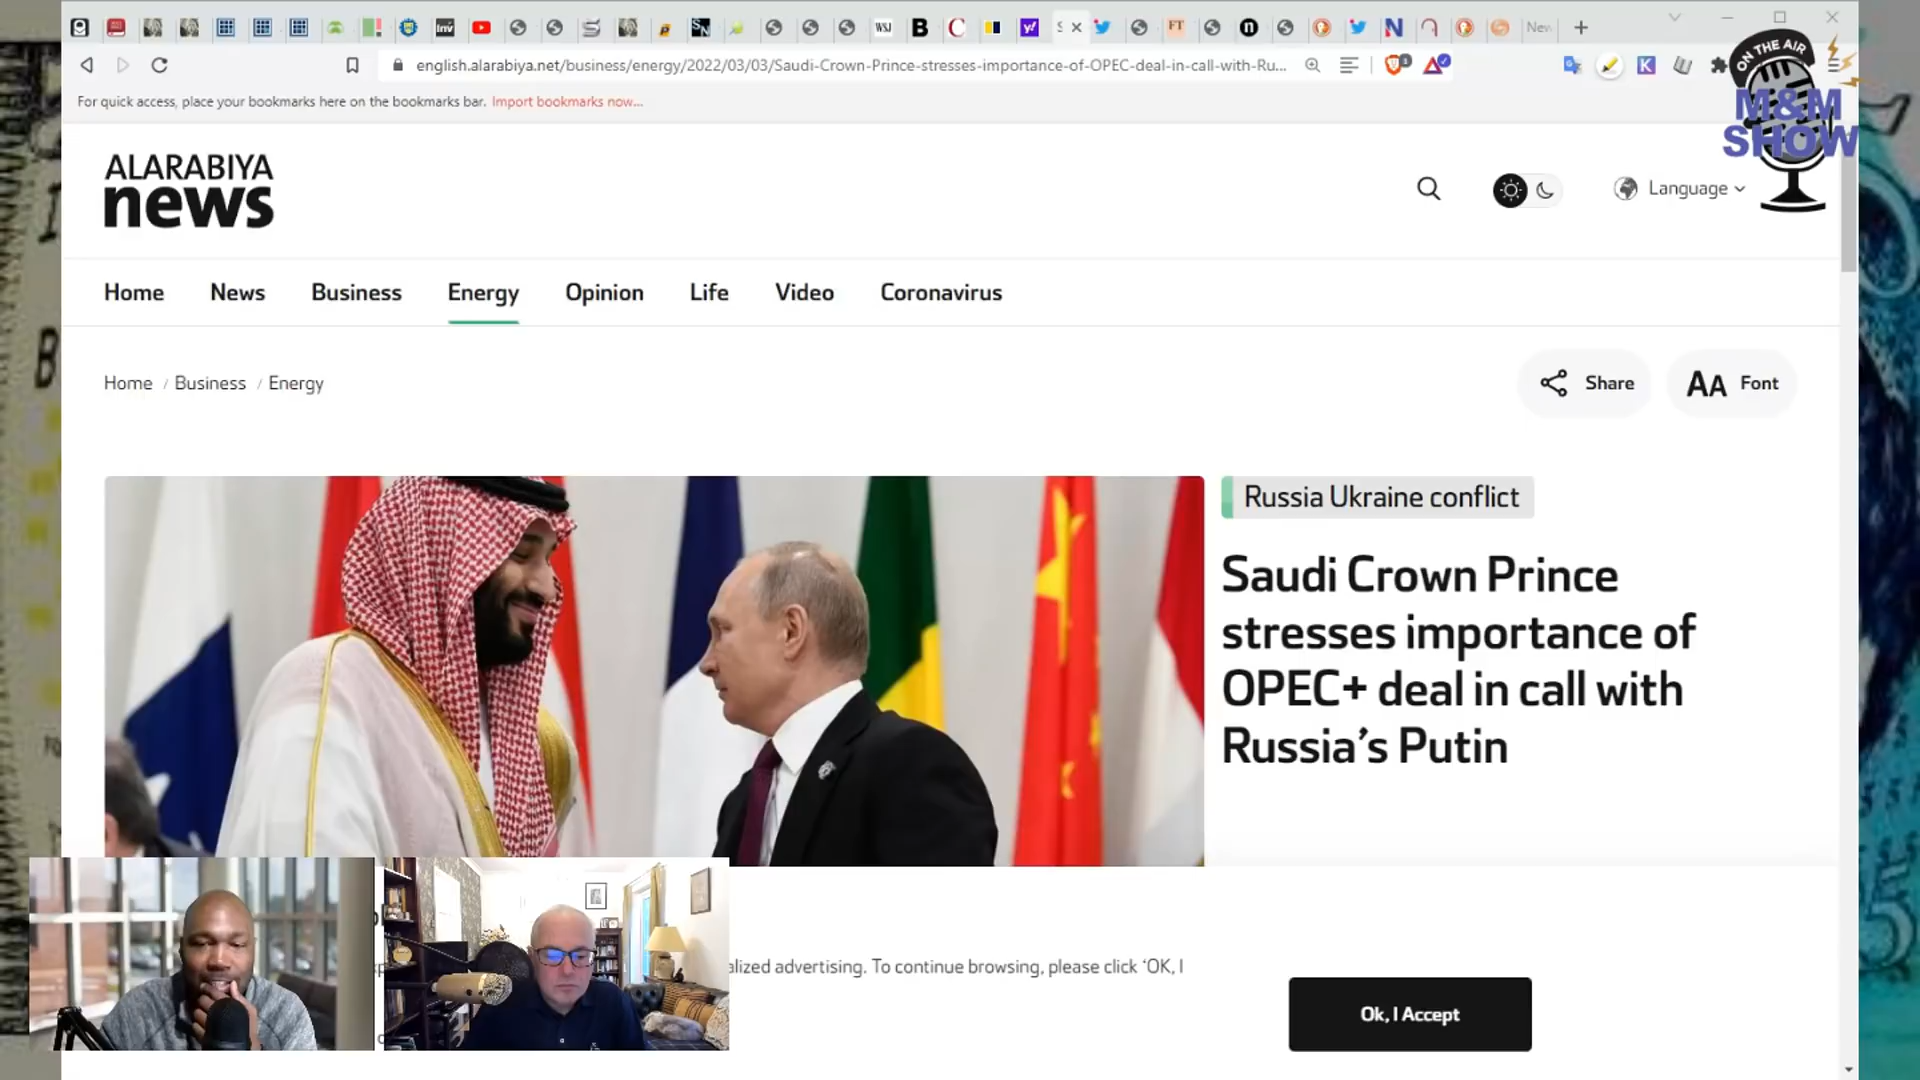 WSJ
FT
New
english.alarabiya.net/business/energy/2022/03/03/Saudi-Crown-Prince-stresses-importance-of-OPEC-deal-in-call-with-Ru...
For quick access, place your bookmarks here on the bookmarks bar. Import bookmarks now...
ON THE AIR
M&M
SHOW
ALARABIYA
news
Language
Home News Business Energy Opinion Life Video Coronavirus
Home / Business / Energy
Share
AA Font
Russia Ukraine conflict
Saudi Crown Prince
stresses importance of
OPEC+ deal in call with
Russia’s Putin
alized advertising. To continue browsing, please click ‘OK, I
Ok, I Accept